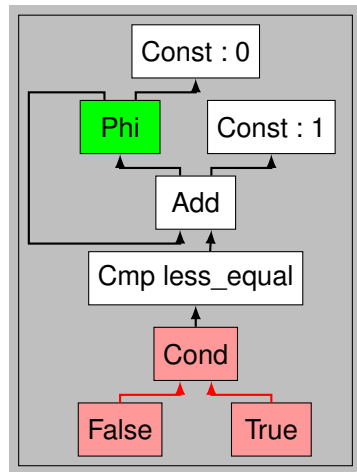 Const : 0
Phi
Const : 1
Add
Cmp less_equal
Cond
False
True